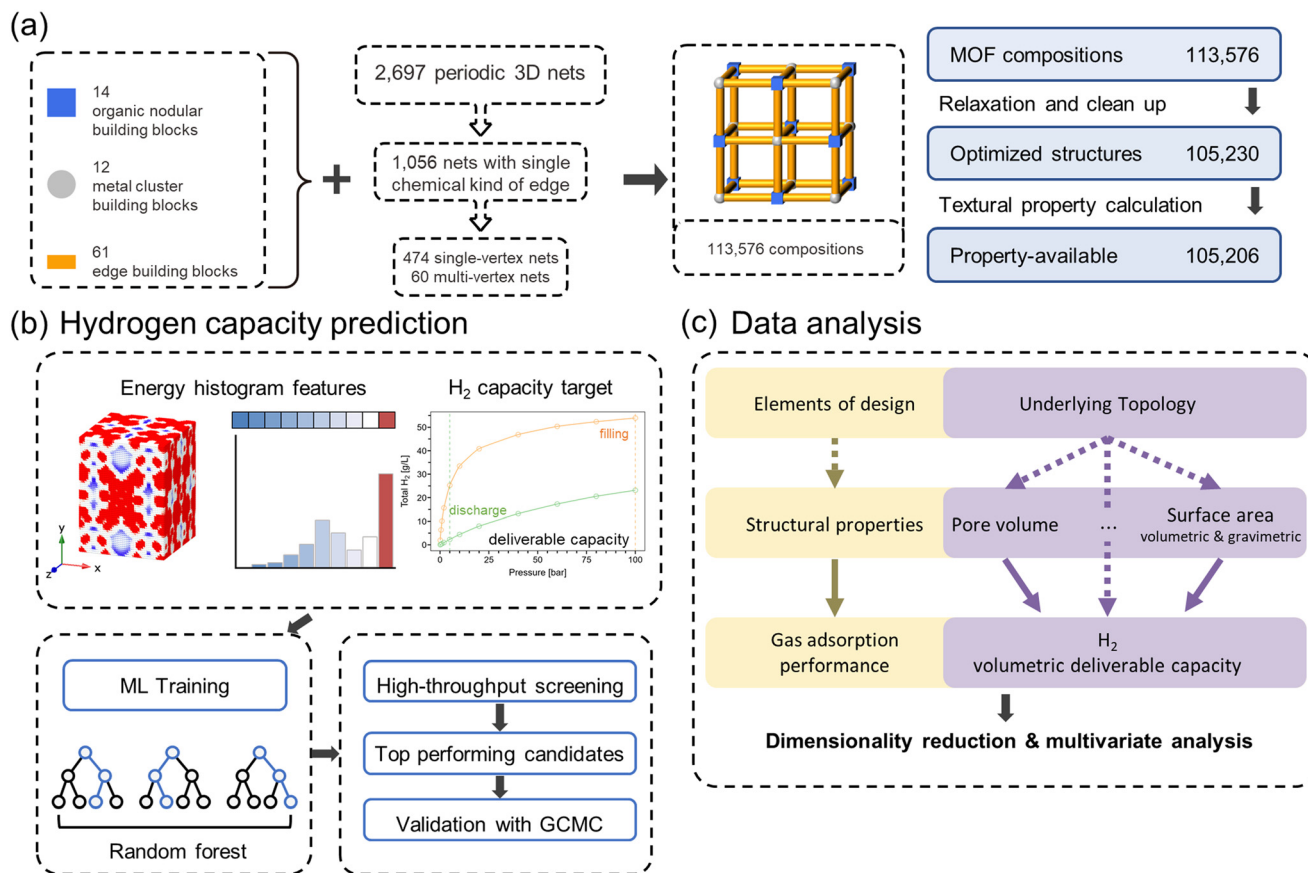 (a)
14
organic nodular
building blocks
12
metal cluster
building blocks
61
edge building blocks
+
2,697 periodic 3D nets
1,056 nets with single
chemical kind of edge
474 single-vertex nets
60 multi-vertex nets
113,576 compositions
MOF compositions 113,576
Relaxation and clean up
Optimized structures 105,230
Textural property calculation
Property-available 105,206
(b) Hydrogen capacity prediction
Energy histogram features
y
z
x
H₂ capacity target
Total H₂ [g/L]
50
40
30
20
10
0
filling
discharge
deliverable capacity
0 25 50 75 100
Pressure [bar]
ML Training
Random forest
High-throughput screening
Top performing candidates
Validation with GCMC
(c) Data analysis
Elements of design
Underlying Topology
Structural properties
Pore volume
...
Surface area
volumetric & gravimetric
Gas adsorption
performance
H₂
volumetric deliverable capacity
Dimensionality reduction & multivariate analysis